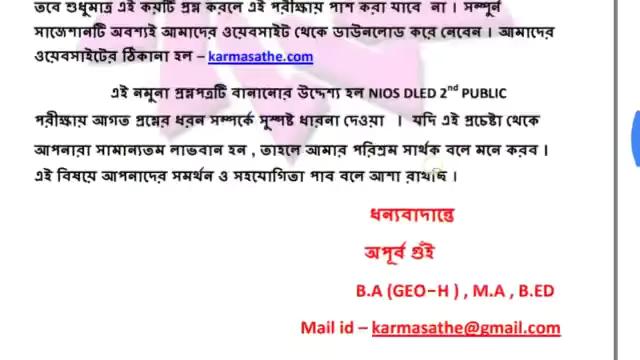 তবে শুধুমাত্র এই কয়টি প্রশ্ন করলে এই পরীক্ষায় পাশ করা যাবে না । সম্পুর্ন
সাজেশানটি অবশ্যই আমাদের ওয়েবসাইট থেকে ডাউনলোড করে নেবেন । আমাদের
ওয়েবসাইটের ঠিকানা হল – karmasathe.com
এই নমুনা প্রশ্নপত্রটি বানানোর উদ্দেশ্য হল NIOS DLED 2nd PUBLIC
পরীক্ষায় আগত প্রশ্নের ধরন সম্পর্কে সুস্পষ্ট ধারনা দেওয়া । যদি এই প্রচেষ্টা থেকে
আপনারা সামান্যতম লাভবান হন , তাহলে আমার পরিশ্রম সার্থক বলে মনে করব ।
এই বিষয়ে আপনাদের সমর্থন ও সহযোগিতা পাব বলে আশা রাখছি ।
ধন্যবাদান্তে
অপূর্ব গুঁই
B.A (GEO–H ) , M.A , B.ED
Mail id – karmasathe@gmail.com